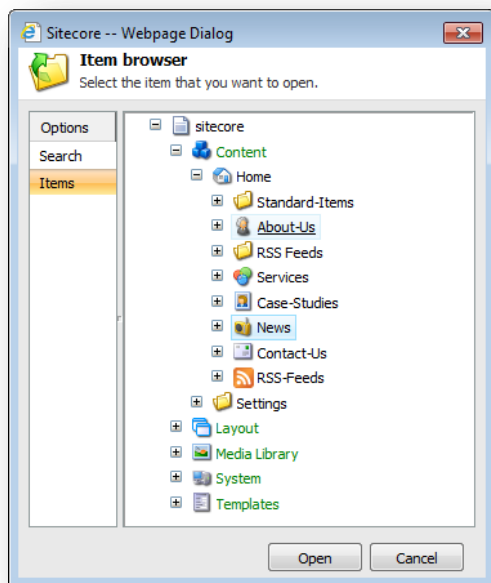 Sitecore -- Webpage Dialog
Item browser
Select the item that you want to open.
Options
Search
Items
sitecore
Content
Home
Standard-Items
About-Us
RSS Feeds
Services
Case-Studies
News
Contact-Us
RSS-Feeds
Settings
Layout
Media Library
System
Templates
Open
Cancel